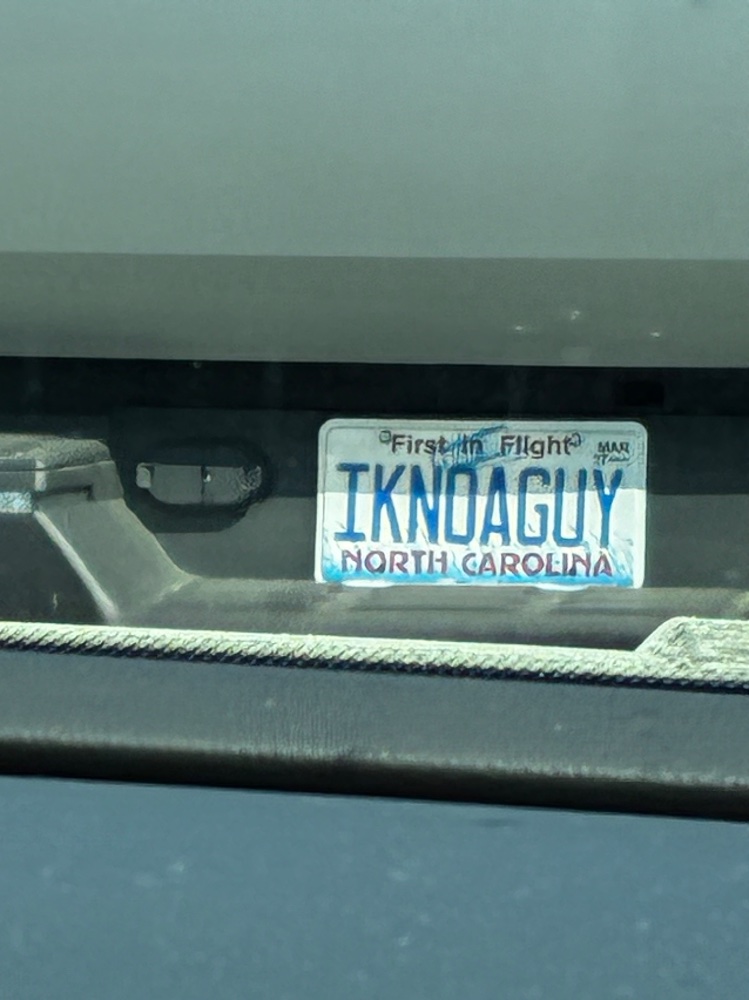 "First in Flight" MAR
IKNOAGUY
NORTH CAROLINA